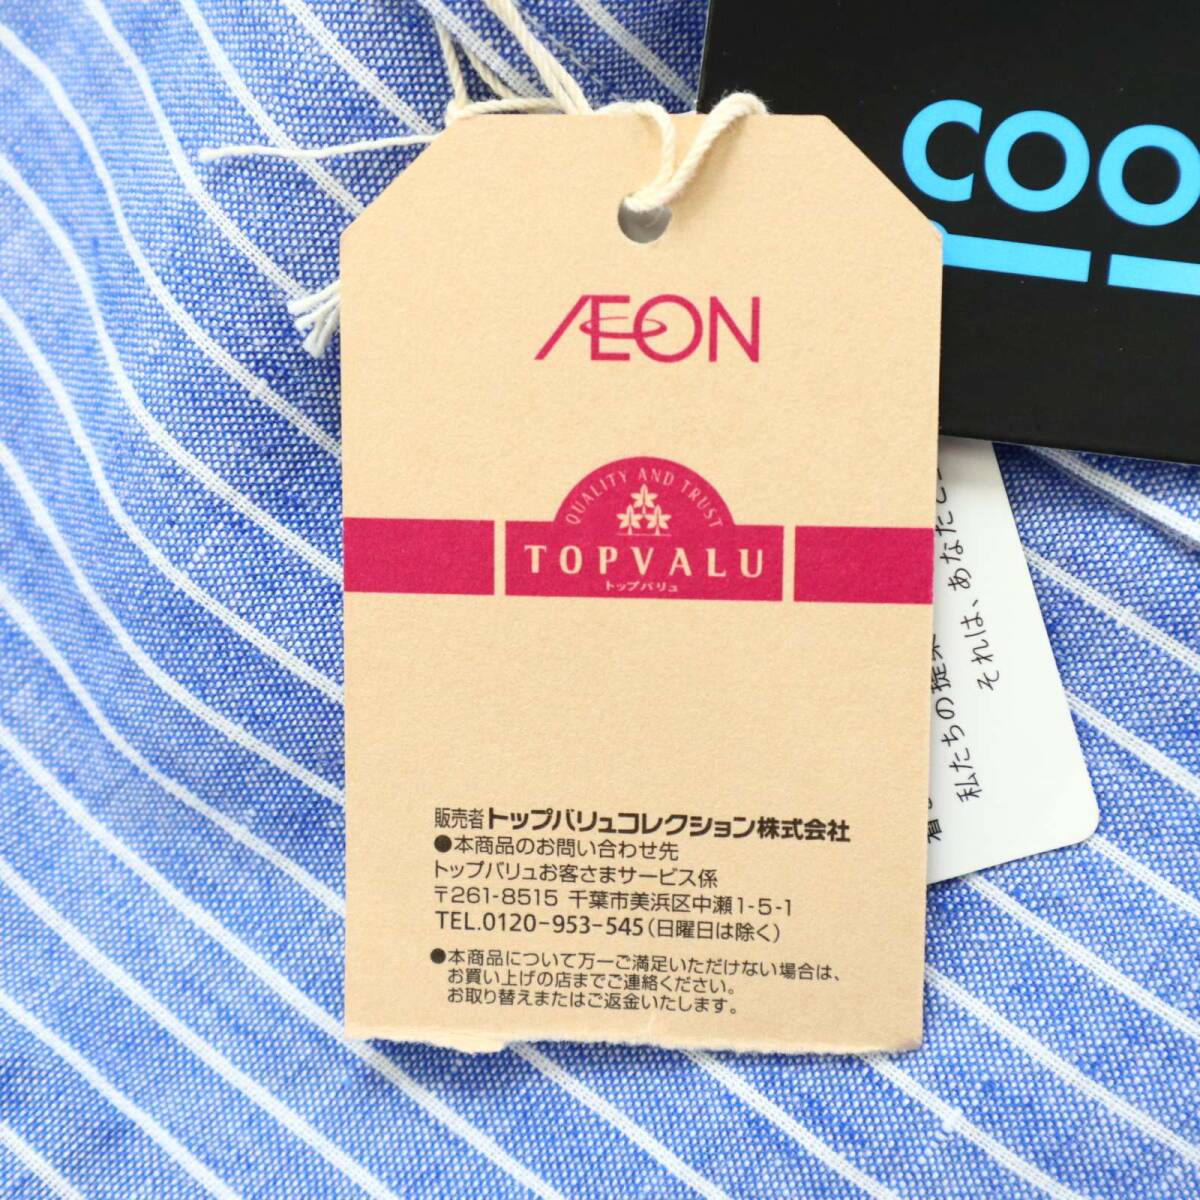 COO
ÆON
QUALITY AND TRUST
TOPVALU
トップバリュ
販売者トップバリュコレクション株式会社
●本商品のお問い合わせ先
トップバリュお客さまサービス係
〒261-8515 千葉市美浜区中瀬1-5-1
TEL.0120-953-545(日曜日は除く)
●本商品について万一ご満足いただけない場合は、
お買い上げの店までご連絡ください。
お取り替えまたはご返金いたします。
それは、あなたと
私たちの提案